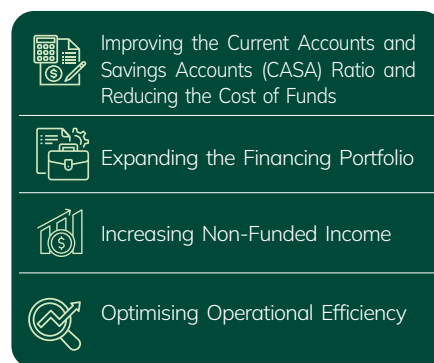 Improving the Current Accounts and
Savings Accounts (CASA) Ratio and
Reducing the Cost of Funds
Expanding the Financing Portfolio
Increasing Non-Funded Income
Optimising Operational Efficiency